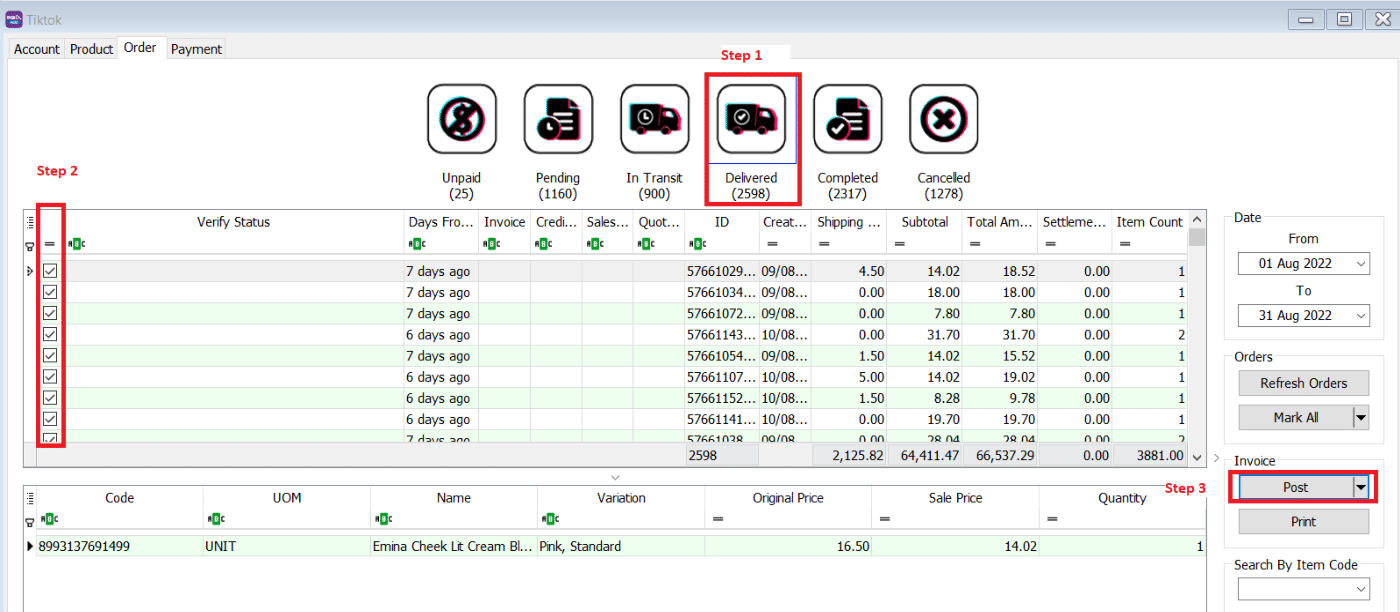 Tiktok
Account Product Order Payment
Step 1
Step 2
Unpaid Pending In Transit Delivered Completed Cancelled
(25) (1160) (900) (2598) (2317) (1278)
Verify Status Days Fro... Invoice Credi... Sales... Quot... ID Creat... Shipping ... Subtotal Total Am... Settleme... Item Count
7 days ago 57661029... 09/08... 4.50 14.02 18.52 0.00 1
7 days ago 57661034... 09/08... 0.00 18.00 18.00 0.00 1
7 days ago 57661072... 09/08... 0.00 7.80 7.80 0.00 1
6 days ago 57661143... 10/08... 0.00 31.70 31.70 0.00 2
7 days ago 57661054... 09/08... 1.50 14.02 15.52 0.00 1
6 days ago 57661107... 10/08... 5.00 14.02 19.02 0.00 1
6 days ago 57661152... 10/08... 1.50 8.28 9.78 0.00 1
6 days ago 57661141... 10/08... 0.00 19.70 19.70 0.00 1
7 days ago 57661038... 09/08... 0.00 28.04 28.04 0.00 2
2598 2,125.82 64,411.47 66,537.29 0.00 3881.00
Date
From
01 Aug 2022
To
31 Aug 2022
Orders
Refresh Orders
Mark All
Invoice
Step 3
Post
Print
Search By Item Code
Code UOM Name Variation Original Price Sale Price Quantity
8993137691499 UNIT Emina Cheek Lit Cream Bl... Pink, Standard 16.50 14.02 1